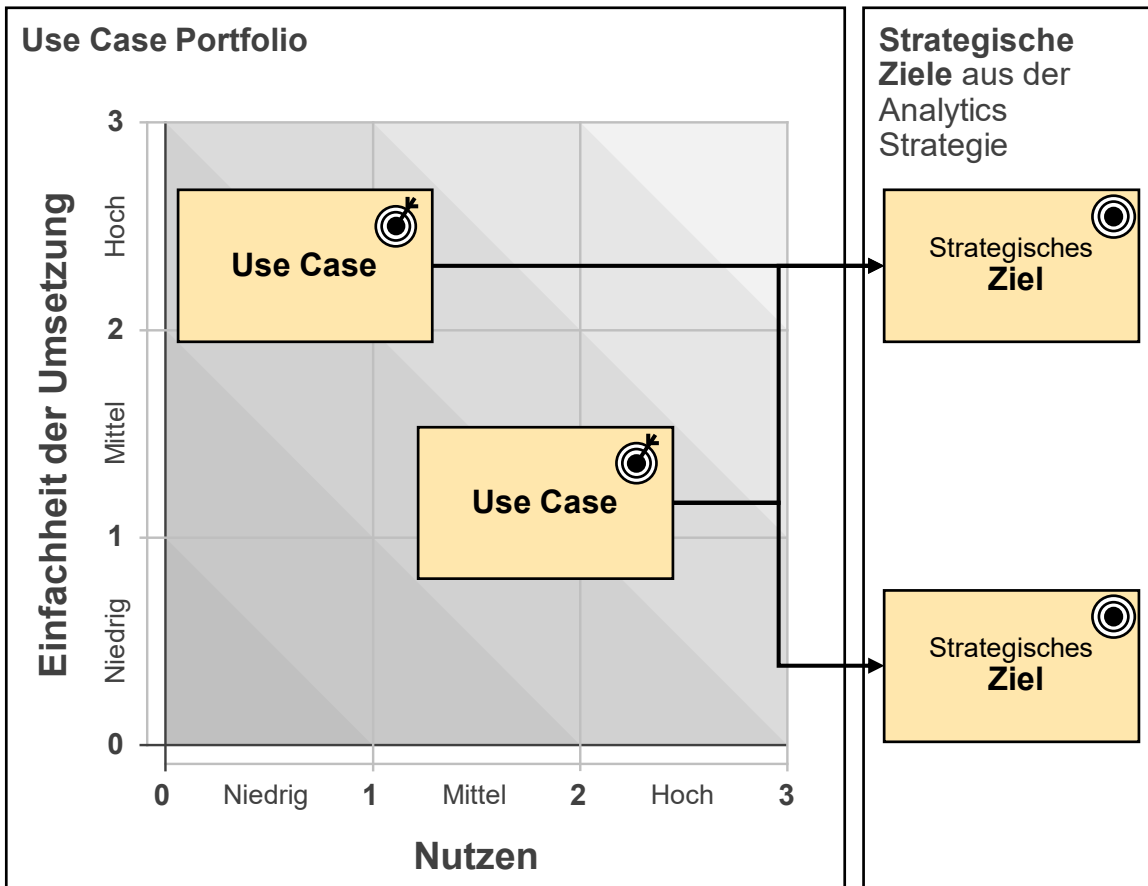 Use Case Portfolio
Strategische
Ziele aus der
Analytics
Strategie
Einfachheit der Umsetzung
Hoch
Mittel
Niedrig
3
2
1
0
Use Case
Use Case
Strategisches
Ziel
Strategisches
Ziel
0 Niedrig 1 Mittel 2 Hoch 3
Nutzen